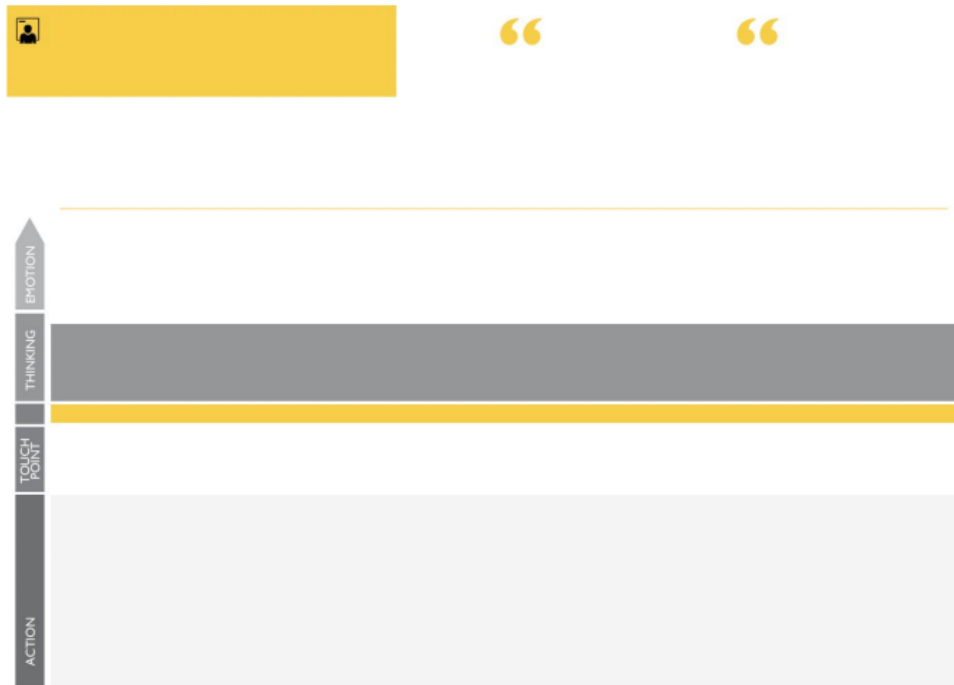 “ “
EMOTION
THINKING
TOUCH
POINT
ACTION